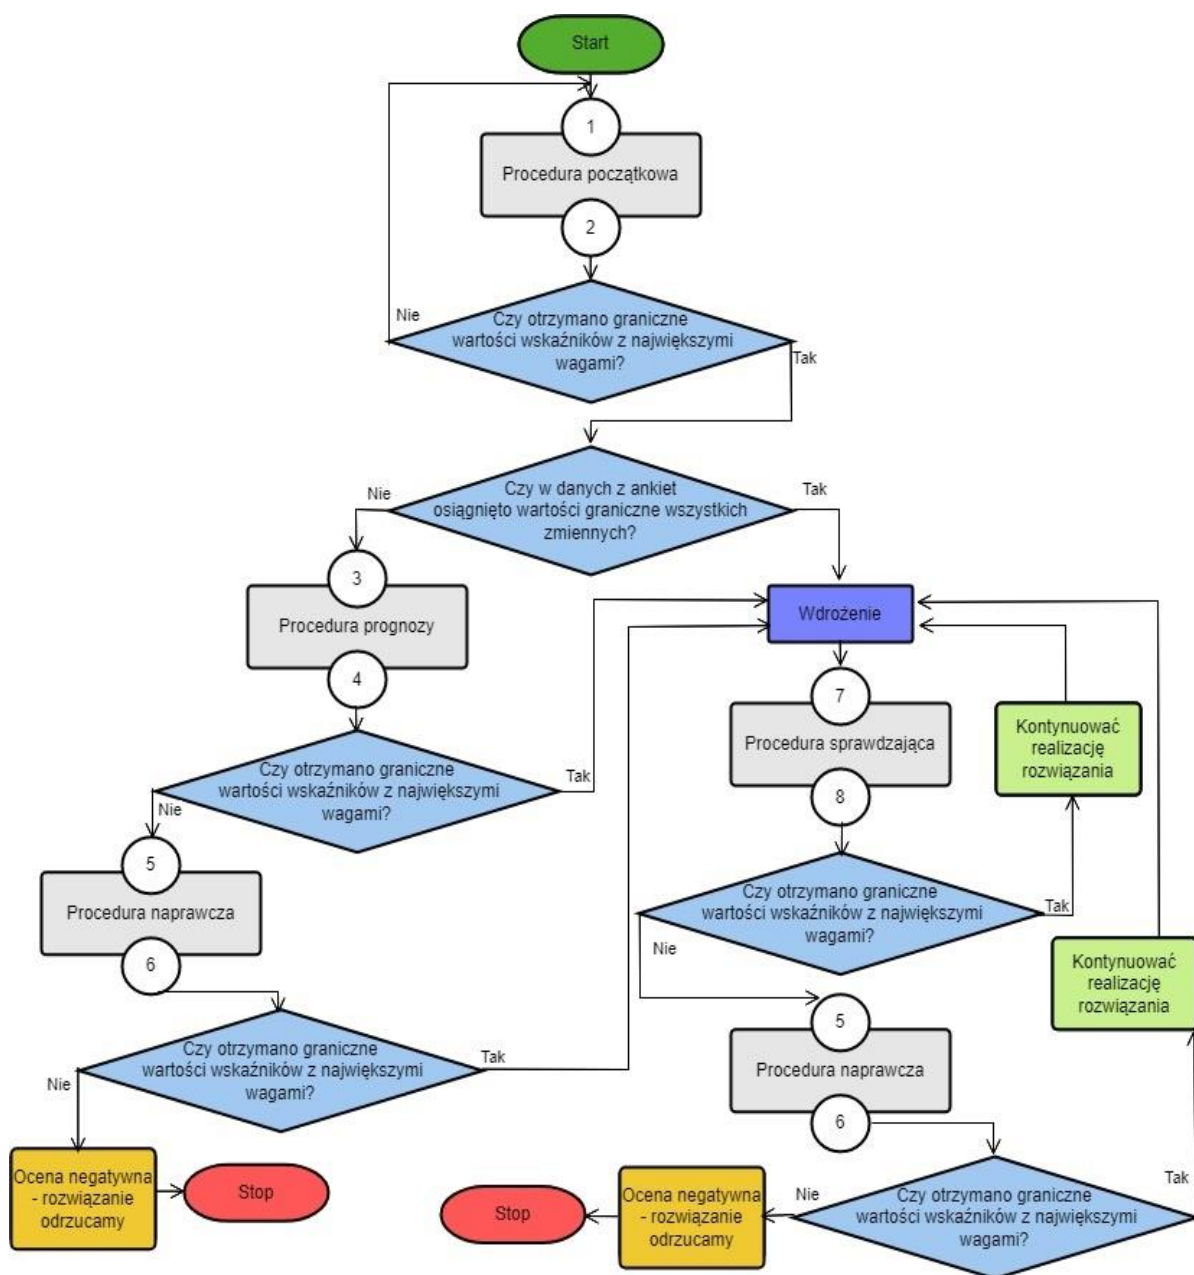 Start
1
Procedura początkowa
2
Nie
Czy otrzymano graniczne
wartości wskaźników z największymi
wagami?
Tak
Nie
Czy w danych z ankiet
osiągnięto wartości graniczne wszystkich
zmiennych?
Tak
3
Procedura prognozy
4
Czy otrzymano graniczne
wartości wskaźników z największymi
wagami?
Tak
Nie
5
Procedura naprawcza
6
Czy otrzymano graniczne
wartości wskaźników z największymi
wagami?
Tak
Nie
Ocena negatywna
- rozwiązanie
odrzucamy
Stop
Wdrożenie
7
Procedura sprawdzająca
8
Kontynuować
realizację
rozwiązania
Czy otrzymano graniczne
wartości wskaźników z największymi
wagami?
Tak
Nie
Kontynuować
realizację
rozwiązania
5
Procedura naprawcza
6
Tak
Czy otrzymano graniczne
wartości wskaźników z największymi
wagami?
Nie
Ocena negatywna
- rozwiązanie
odrzucamy
Stop